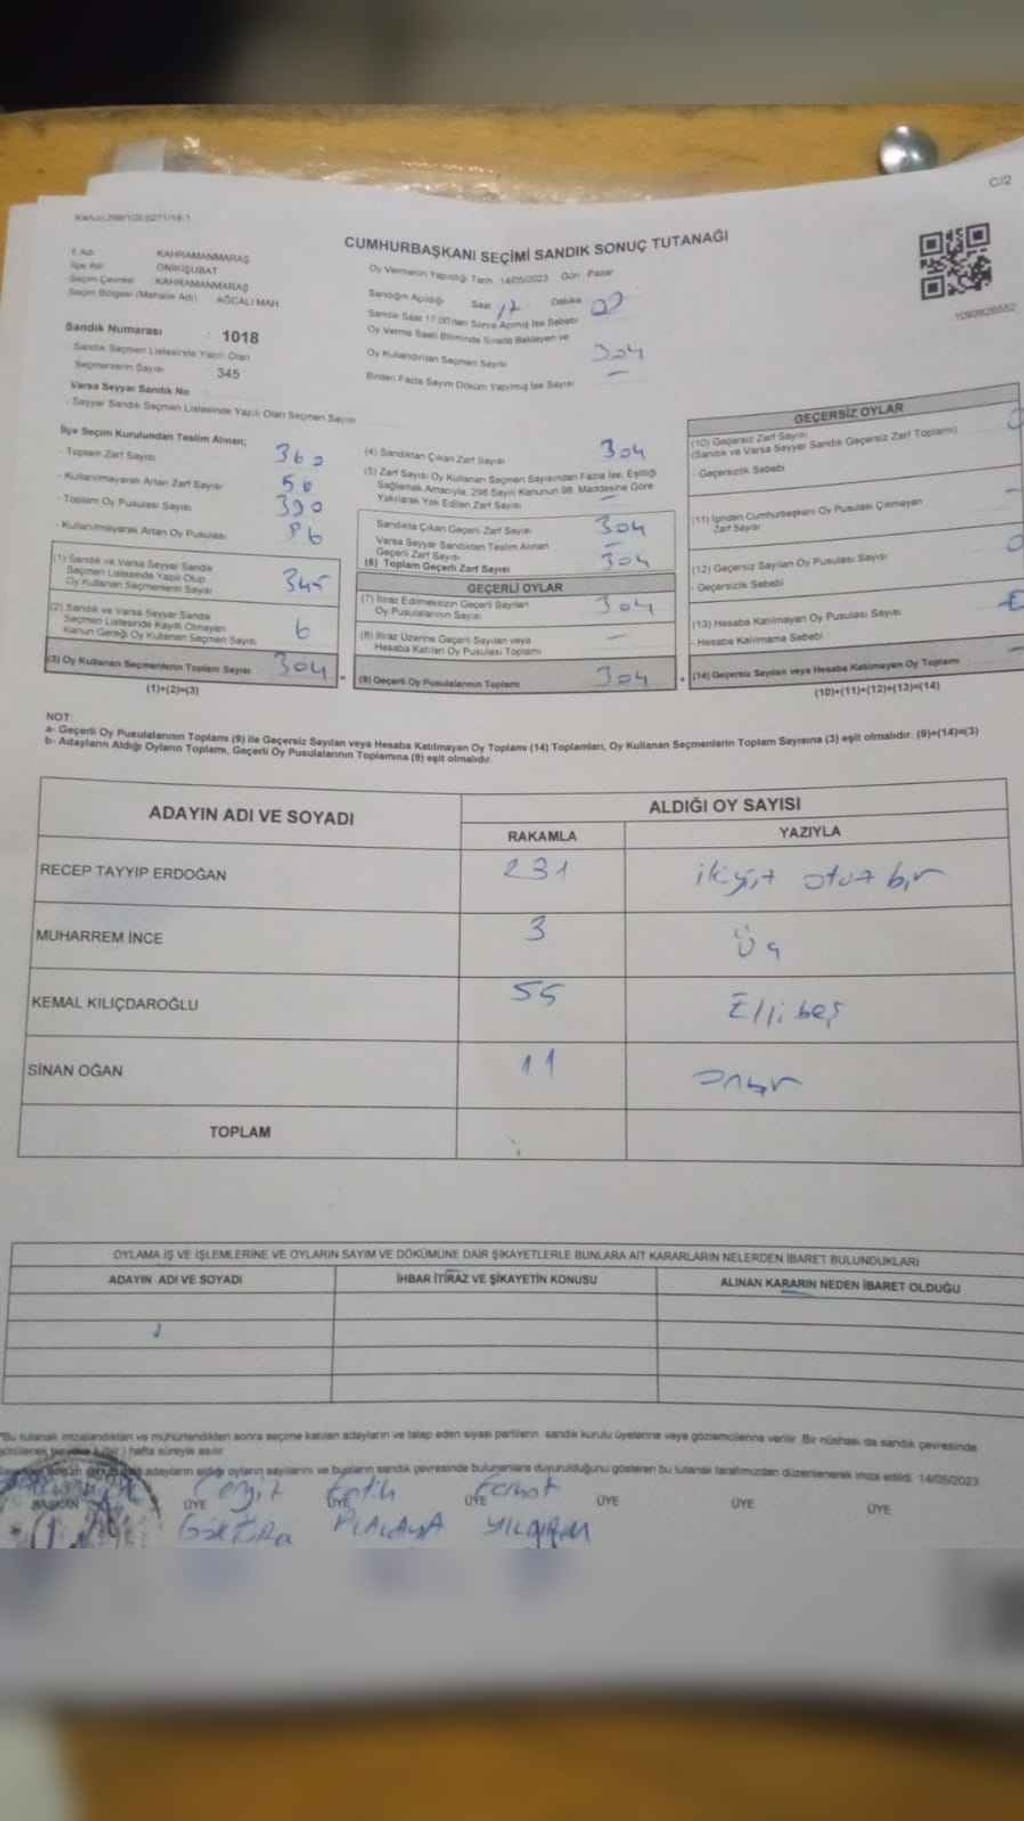 C/2
CUMHURBAŞKANI SEÇİMİ SANDIK SONUÇ TUTANAĞI
İl Adı KAHRAMANMARAŞ
İlçe Adı ONİKİŞUBAT
Seçim Çevresi KAHRAMANMARAŞ
Seçim Bölgesi (Mahalle Adı) AĞCALI MAH
Sandık Numarası : 1018
Sandık Seçmen Listesinde Yazılı Olan
Seçmenlerin Sayısı 345
Varsa Seyyar Sandık No
- Seyyar Sandık Seçmen Listesinde Yazılı Olan Seçmen Sayısı
Oy Vermenin Yapıldığı Tarih : 14/05/2023 Gün : Pazar
Sandığın Açıldığı Saat 17 Dakika 00
Sandık Saat 17.00'den Sonra Açılmış İse Sebebi
Oy Verme Saati Bitiminde Sırada Bekleyen ve
Oy Kullandırılan Seçmen Sayısı 304
Birden Fazla Sayım Döküm Yapılmış İse Sayısı —
İlçe Seçim Kurulundan Teslim Alınan;
- Toplam Zarf Sayısı 360
- Kullanılmayarak Artan Zarf Sayısı 56
- Toplam Oy Pusulası Sayısı 390
- Kullanılmayarak Artan Oy Pusulası 86
(1) Sandık ve Varsa Seyyar Sandık
Seçmen Listesinde Yazılı Olup
Oy Kullanan Seçmenlerin Sayısı 345
(2) Sandık ve Varsa Seyyar Sandık
Seçmen Listesinde Kayıtlı Olmayan
Kanun Gereği Oy Kullanan Seçmen Sayısı 6
(3) Oy Kullanan Seçmenlerin Toplam Sayısı 304
(1)+(2)=(3)
(4) Sandıktan Çıkan Zarf Sayısı 304
(5) Zarf Sayısı Oy Kullanan Seçmen Sayısından Fazla İse, Eşitliği
Sağlamak Amacıyla, 298 Sayılı Kanunun 98. Maddesine Göre
Yakılarak Yok Edilen Zarf Sayısı —
Sandıkta Çıkan Geçerli Zarf Sayısı 304
Varsa Seyyar Sandıktan Teslim Alınan
Geçerli Zarf Sayısı —
(6) Toplam Geçerli Zarf Sayısı 304
GEÇERLİ OYLAR
(7) İtiraz Edilmeksizin Geçerli Sayılan
Oy Pusulalarının Sayısı 304
(8) İtiraz Üzerine Geçerli Sayılan veya
Hesaba Katılan Oy Pusulası Toplamı —
(9) Geçerli Oy Pusulalarının Toplamı 304
GEÇERSİZ OYLAR
(10) Geçersiz Zarf Sayısı
(Sandık ve Varsa Seyyar Sandık Geçersiz Zarf Toplamı)
- Geçersizlik Sebebi
(11) İçinden Cumhurbaşkanı Oy Pusulası Çıkmayan
Zarf Sayısı —
(12) Geçersiz Sayılan Oy Pusulası Sayısı
- Geçersizlik Sebebi
(13) Hesaba Katılmayan Oy Pusulası Sayısı
- Hesaba Katılmama Sebebi
(14) Geçersiz Sayılan veya Hesaba Katılmayan Oy Toplamı —
(10)+(11)+(12)+(13)=(14)
NOT:
a- Geçerli Oy Pusulalarının Toplamı (9) ile Geçersiz Sayılan veya Hesaba Katılmayan Oy Toplamı (14) Toplamları, Oy Kullanan Seçmenlerin Toplam Sayısına (3) eşit olmalıdır. (9)+(14)=(3)
b- Adayların Aldığı Oyların Toplamı, Geçerli Oy Pusulalarının Toplamına (9) eşit olmalıdır.
ADAYIN ADI VE SOYADI ALDIĞI OY SAYISI
RAKAMLA YAZIYLA
RECEP TAYYIP ERDOĞAN 231 ikiyüz otuz bir
MUHARREM İNCE 3 Üç
KEMAL KILIÇDAROĞLU 55 Elli beş
SİNAN OĞAN 11 onbir
TOPLAM
OYLAMA İŞ VE İŞLEMLERİNE VE OYLARIN SAYIM VE DÖKÜMÜNE DAİR ŞİKAYETLERLE BUNLARA AİT KARARLARIN NELERDEN İBARET BULUNDUKLARI
ADAYIN ADI VE SOYADI İHBAR İTİRAZ VE ŞİKAYETİN KONUSU ALINAN KARARIN NEDEN İBARET OLDUĞU
"Bu tutanak imzalandıktan ve mühürlendikten sonra seçime katılan adayların ve talep eden siyasi partilerin sandık kurulu üyelerine veya gözlemcilerine verilir. Bir nüshası da sandık çevresinde
hafta süreyle asılır
adayların aldığı oyların sayılarını ve bunların sandık çevresinde bulunanlara duyurulduğunu gösteren bu tutanak tarafımızdan düzenlenerek imza edildi. 14/05/2023
BAŞKAN ÜYE ÜYE ÜYE ÜYE ÜYE ÜYE
Fatih
YILDIRIM